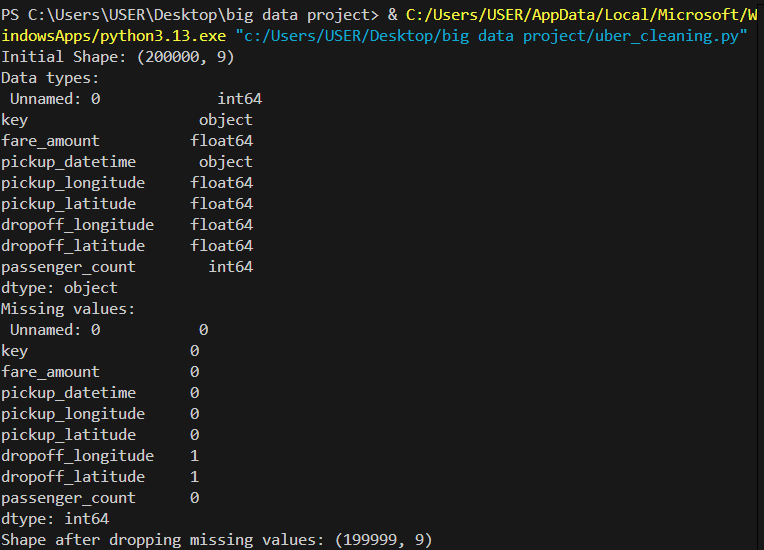 PS C:\Users\USER\Desktop\big data project> & C:/Users/USER/AppData/Local/Microsoft/W
indowsApps/python3.13.exe "c:/Users/USER/Desktop/big data project/uber_cleaning.py"
Initial Shape: (200000, 9)
Data types:
 Unnamed: 0             int64
key                   object
fare_amount          float64
pickup_datetime       object
pickup_longitude     float64
pickup_latitude      float64
dropoff_longitude    float64
dropoff_latitude     float64
passenger_count        int64
dtype: object
Missing values:
 Unnamed: 0           0
key                  0
fare_amount          0
pickup_datetime      0
pickup_longitude     0
pickup_latitude      0
dropoff_longitude    1
dropoff_latitude     1
passenger_count      0
dtype: int64
Shape after dropping missing values: (199999, 9)